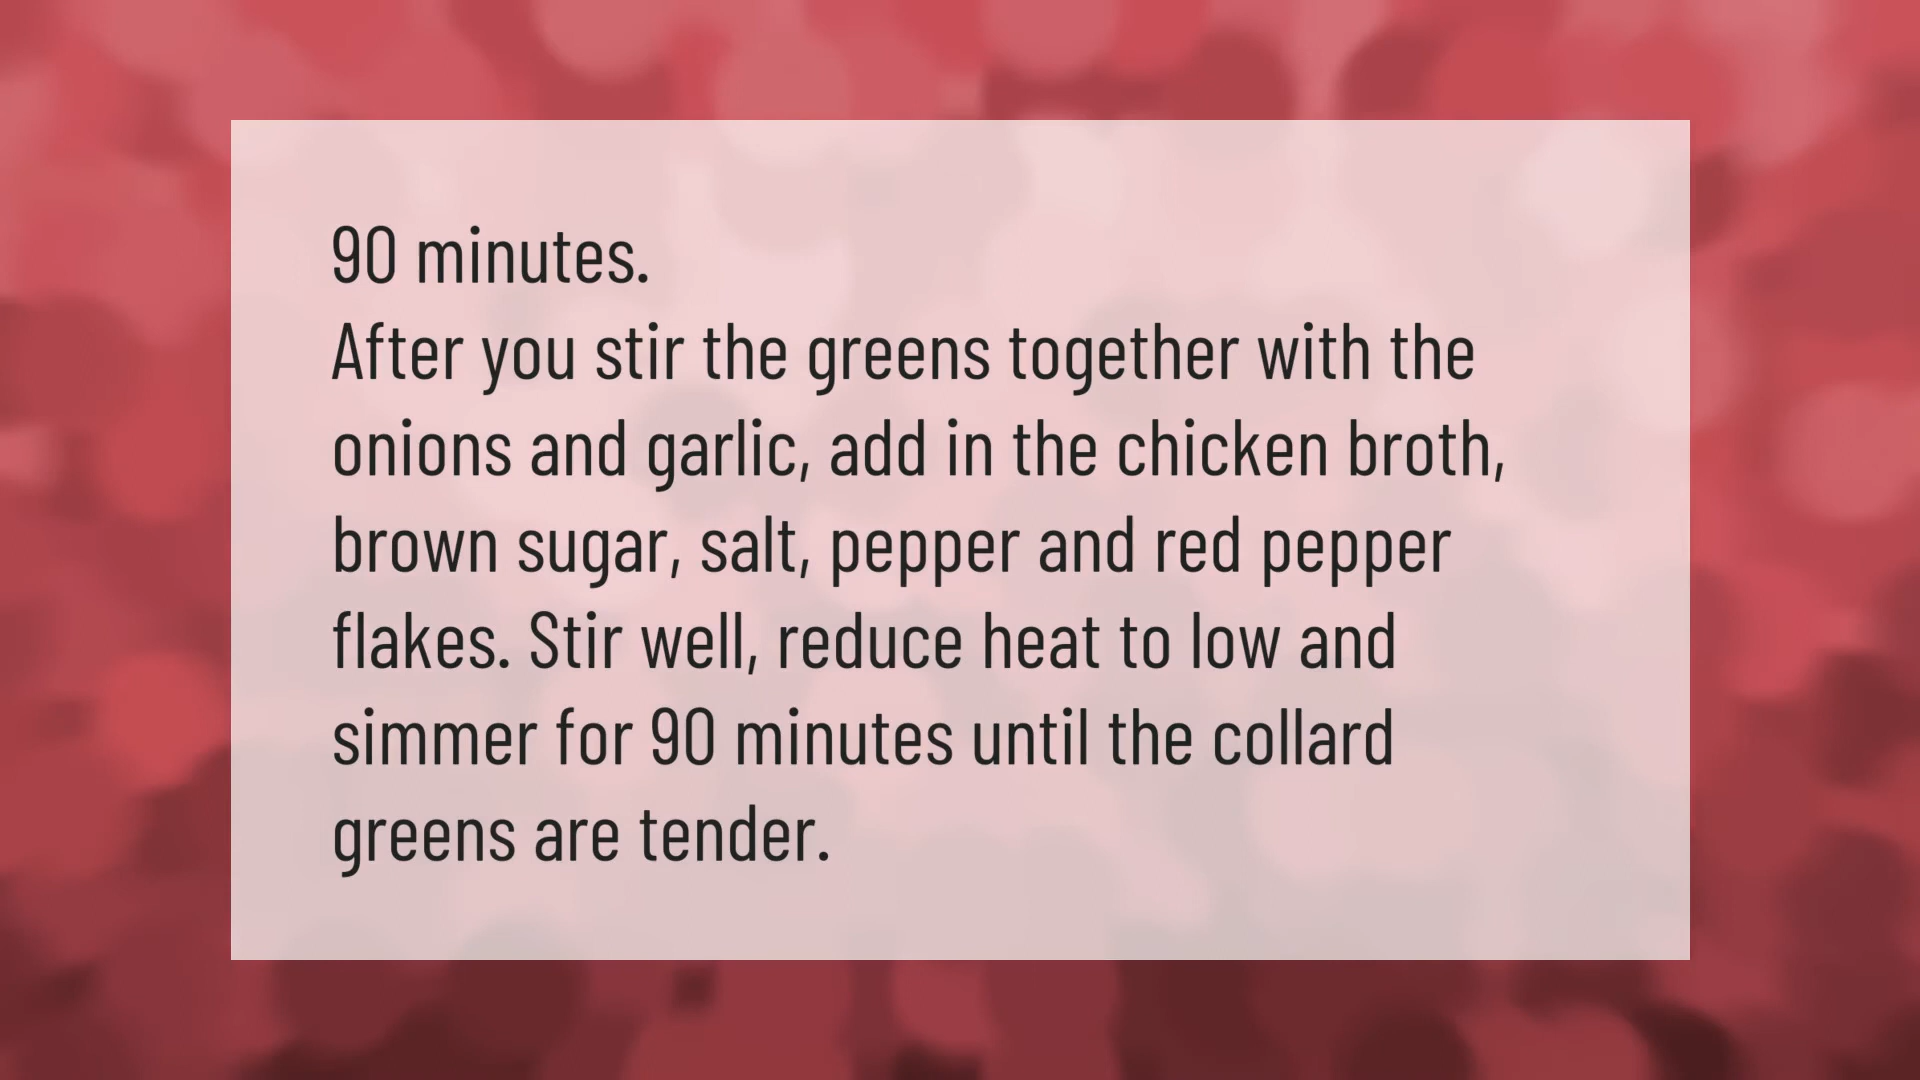 90 minutes.
After you stir the greens together with the
onions and garlic, add in the chicken broth,
brown sugar, salt, pepper and red pepper
flakes. Stir well, reduce heat to low and
simmer for 90 minutes until the collard
greens are tender.